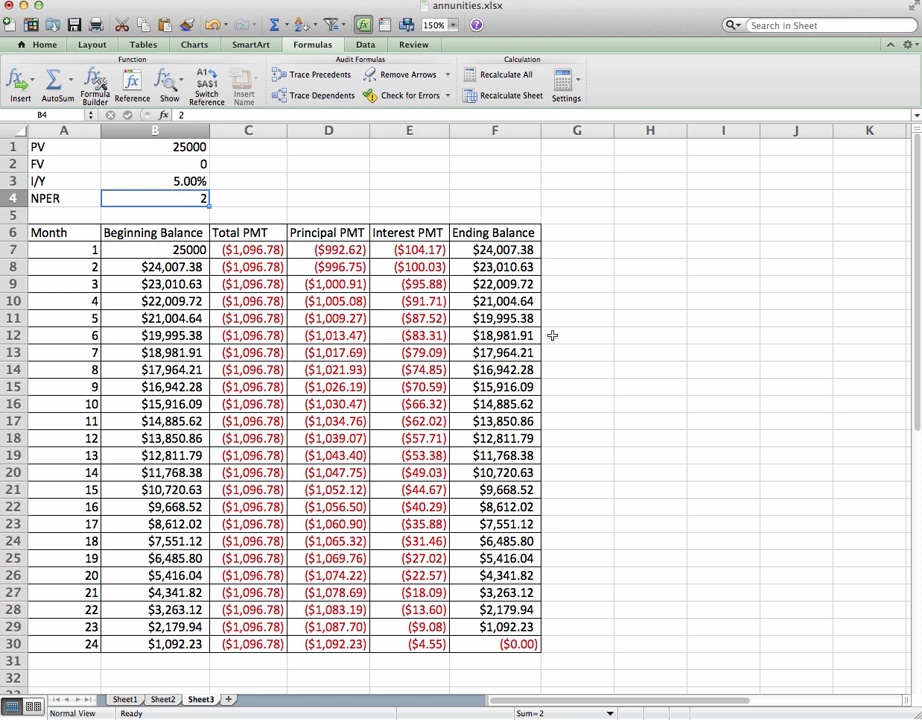 annunities.xlsx
150%
Search in Sheet
Home Layout Tables Charts SmartArt Formulas Data Review
Function Audit Formulas Calculation
Insert AutoSum Formula Builder Reference Show Switch Reference Insert Name
A1 $A$1
Trace Precedents Remove Arrows Recalculate All
Trace Dependents Check for Errors Recalculate Sheet Settings
B4 fx 2
A B C D E F G H I J K
1 PV 25000
2 FV 0
3 I/Y 5.00%
4 NPER 2
5
6 Month Beginning Balance Total PMT Principal PMT Interest PMT Ending Balance
7 1 25000 ($1,096.78) ($992.62) ($104.17) $24,007.38
8 2 $24,007.38 ($1,096.78) ($996.75) ($100.03) $23,010.63
9 3 $23,010.63 ($1,096.78) ($1,000.91) ($95.88) $22,009.72
10 4 $22,009.72 ($1,096.78) ($1,005.08) ($91.71) $21,004.64
11 5 $21,004.64 ($1,096.78) ($1,009.27) ($87.52) $19,995.38
12 6 $19,995.38 ($1,096.78) ($1,013.47) ($83.31) $18,981.91
13 7 $18,981.91 ($1,096.78) ($1,017.69) ($79.09) $17,964.21
14 8 $17,964.21 ($1,096.78) ($1,021.93) ($74.85) $16,942.28
15 9 $16,942.28 ($1,096.78) ($1,026.19) ($70.59) $15,916.09
16 10 $15,916.09 ($1,096.78) ($1,030.47) ($66.32) $14,885.62
17 11 $14,885.62 ($1,096.78) ($1,034.76) ($62.02) $13,850.86
18 12 $13,850.86 ($1,096.78) ($1,039.07) ($57.71) $12,811.79
19 13 $12,811.79 ($1,096.78) ($1,043.40) ($53.38) $11,768.38
20 14 $11,768.38 ($1,096.78) ($1,047.75) ($49.03) $10,720.63
21 15 $10,720.63 ($1,096.78) ($1,052.12) ($44.67) $9,668.52
22 16 $9,668.52 ($1,096.78) ($1,056.50) ($40.29) $8,612.02
23 17 $8,612.02 ($1,096.78) ($1,060.90) ($35.88) $7,551.12
24 18 $7,551.12 ($1,096.78) ($1,065.32) ($31.46) $6,485.80
25 19 $6,485.80 ($1,096.78) ($1,069.76) ($27.02) $5,416.04
26 20 $5,416.04 ($1,096.78) ($1,074.22) ($22.57) $4,341.82
27 21 $4,341.82 ($1,096.78) ($1,078.69) ($18.09) $3,263.12
28 22 $3,263.12 ($1,096.78) ($1,083.19) ($13.60) $2,179.94
29 23 $2,179.94 ($1,096.78) ($1,087.70) ($9.08) $1,092.23
30 24 $1,092.23 ($1,096.78) ($1,092.23) ($4.55) ($0.00)
31
32
Sheet1 Sheet2 Sheet3
Normal View Ready Sum=2